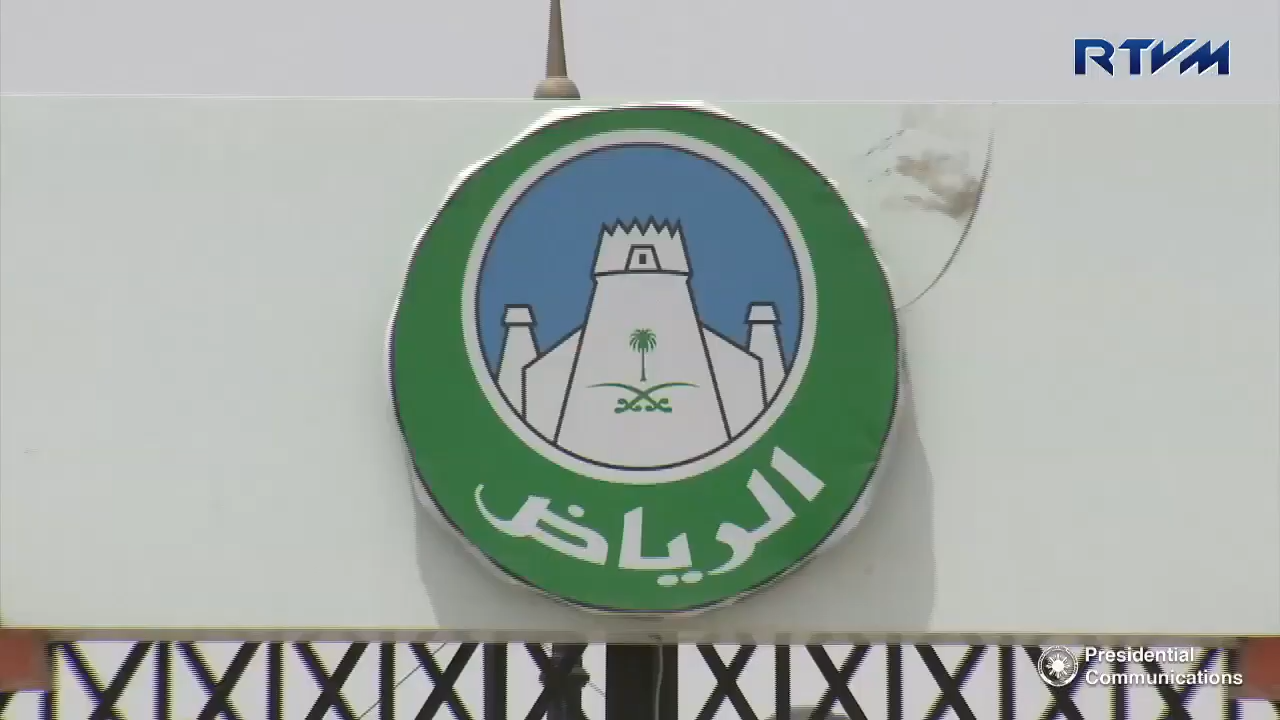 RTVM
الرياض
Presidential
Communications